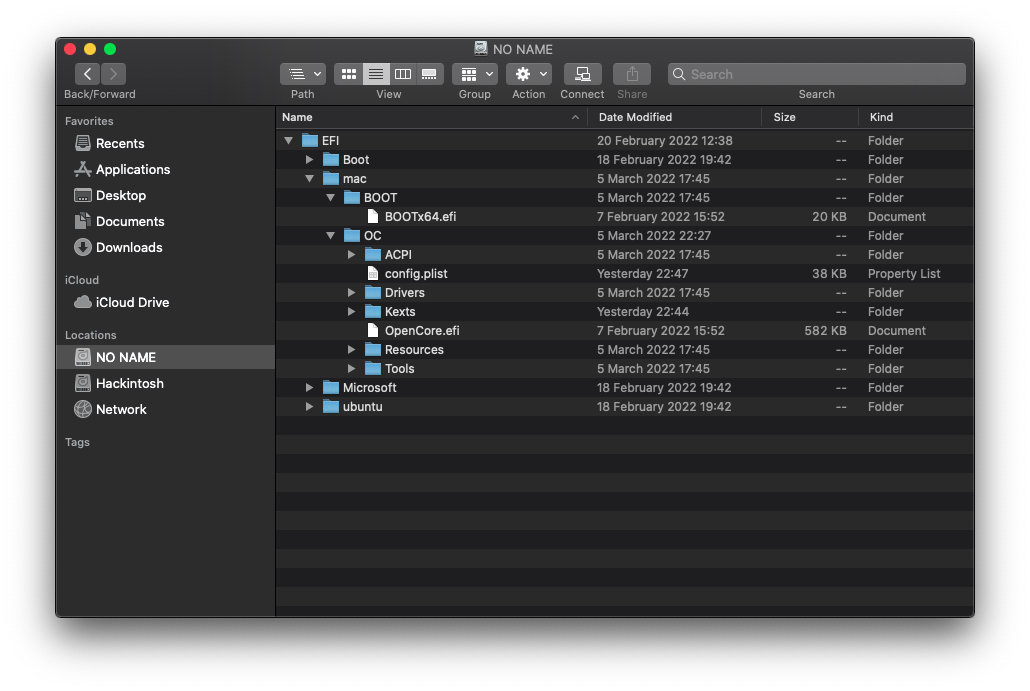 NO NAME
Back/Forward
Path
View
Group
Action
Connect
Share
Search
Search
Favorites
Recents
Applications
Desktop
Documents
Downloads
iCloud
iCloud Drive
Locations
NO NAME
Hackintosh
Network
Tags
Name Date Modified Size Kind
EFI 20 February 2022 12:38 -- Folder
Boot 18 February 2022 19:42 -- Folder
mac 5 March 2022 17:45 -- Folder
BOOT 5 March 2022 17:45 -- Folder
BOOTx64.efi 7 February 2022 15:52 20 KB Document
OC 5 March 2022 22:27 -- Folder
ACPI 5 March 2022 17:45 -- Folder
config.plist Yesterday 22:47 38 KB Property List
Drivers 5 March 2022 17:45 -- Folder
Kexts Yesterday 22:44 -- Folder
OpenCore.efi 7 February 2022 15:52 582 KB Document
Resources 5 March 2022 17:45 -- Folder
Tools 5 March 2022 17:45 -- Folder
Microsoft 18 February 2022 19:42 -- Folder
ubuntu 18 February 2022 19:42 -- Folder